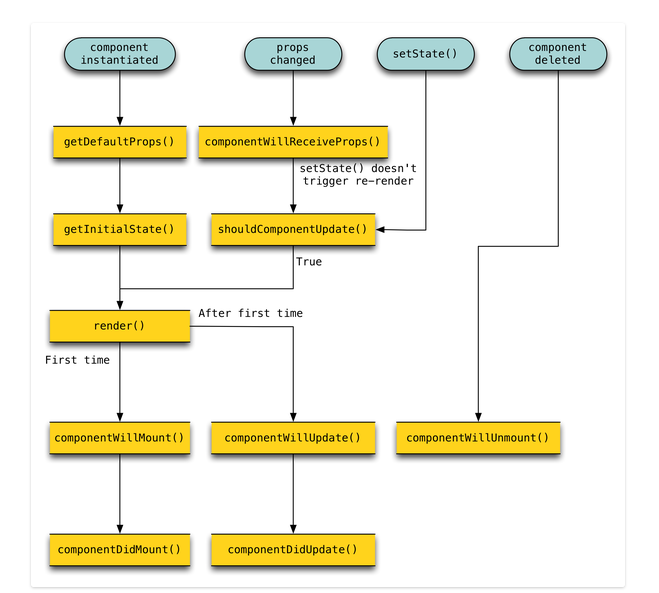 component
instantiated
props
changed
setState()
component
deleted
getDefaultProps()
componentWillReceiveProps()
setState() doesn't
trigger re-render
getInitialState()
shouldComponentUpdate()
True
After first time
render()
First time
componentWillMount()
componentWillUpdate()
componentWillUnmount()
componentDidMount()
componentDidUpdate()